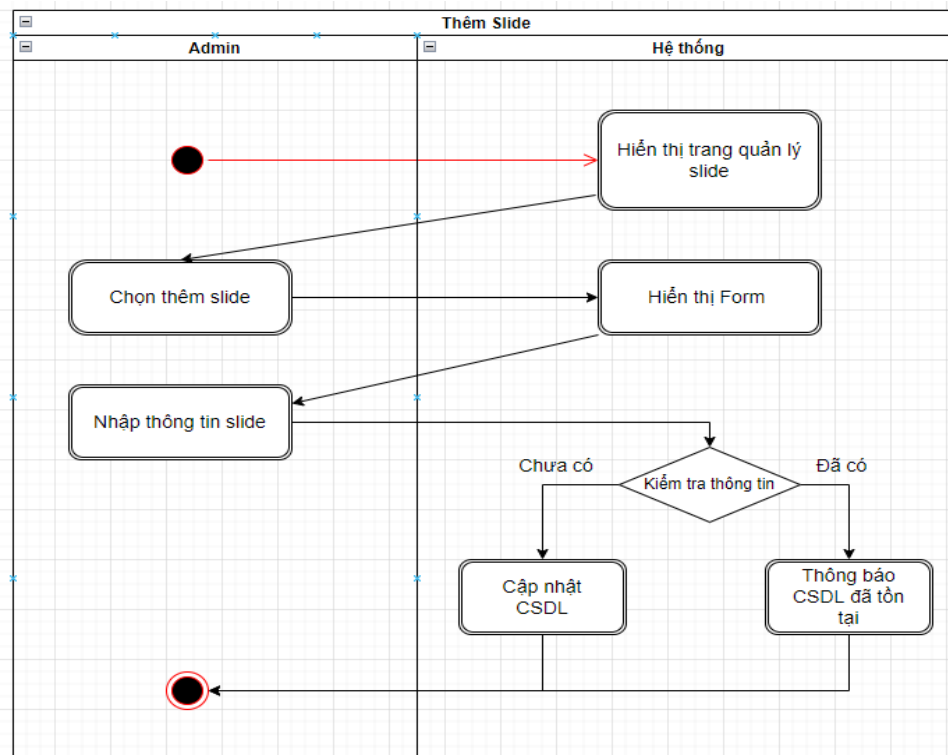 Thêm Slide
Admin
Hệ thống
Hiển thị trang quản lý
slide
Chọn thêm slide
Hiển thị Form
Nhập thông tin slide
Chưa có
Kiểm tra thông tin
Đã có
Cập nhật
CSDL
Thông báo
CSDL đã tồn
tại